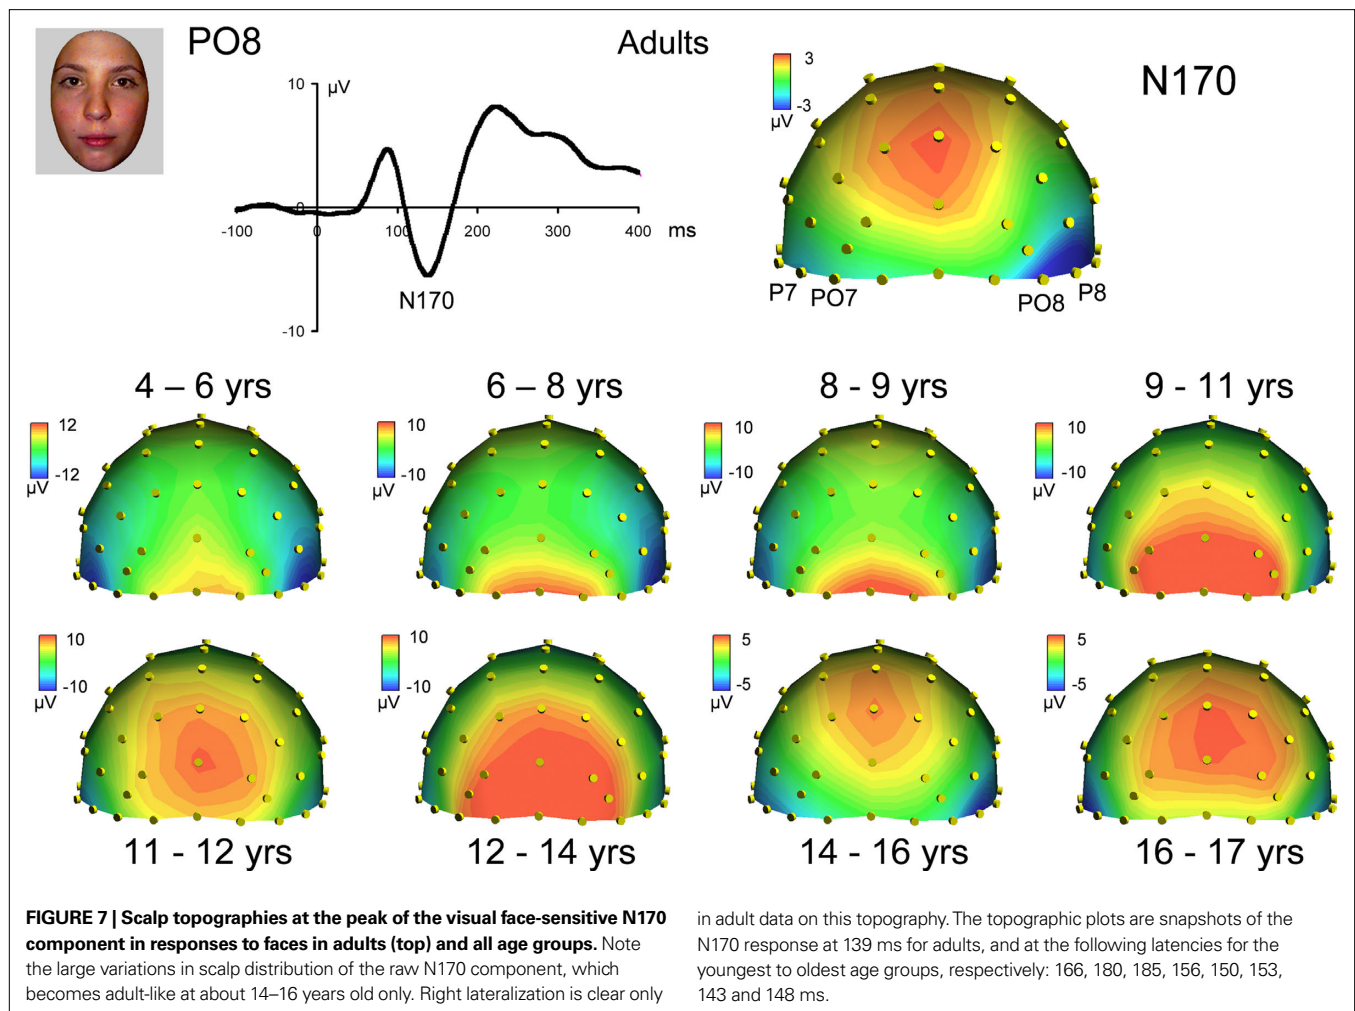 PO8
Adults
N170
10
µV
0
-100
0
100
200
300
400
ms
N170
-10
3
-3
µV
P7
PO7
PO8
P8
4 – 6 yrs
6 – 8 yrs
8 - 9 yrs
9 - 11 yrs
12
-12
µV
10
-10
µV
10
-10
µV
10
-10
µV
10
-10
µV
10
-10
µV
5
-5
µV
5
-5
µV
11 - 12 yrs
12 - 14 yrs
14 - 16 yrs
16 - 17 yrs
FIGURE 7 | Scalp topographies at the peak of the visual face-sensitive N170
component in responses to faces in adults (top) and all age groups. Note
the large variations in scalp distribution of the raw N170 component, which
becomes adult-like at about 14–16 years old only. Right lateralization is clear only
in adult data on this topography. The topographic plots are snapshots of the
N170 response at 139 ms for adults, and at the following latencies for the
youngest to oldest age groups, respectively: 166, 180, 185, 156, 150, 153,
143 and 148 ms.